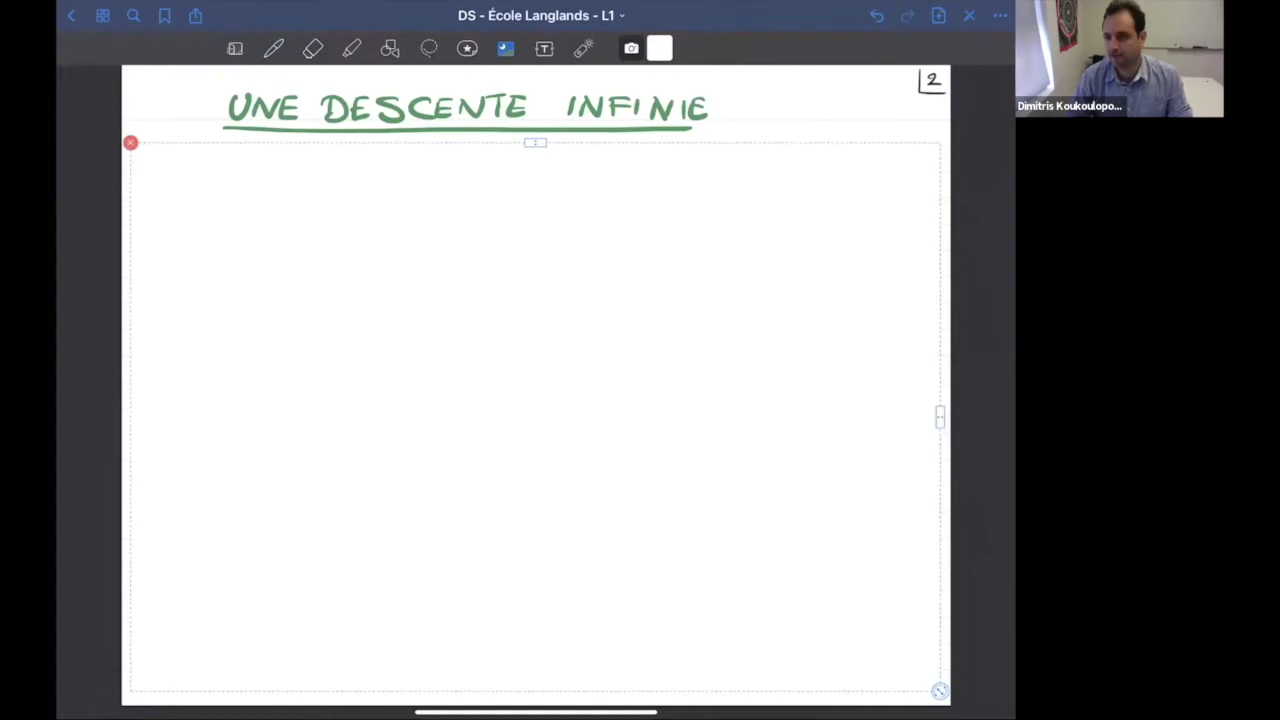 DS - École Langlands - L1
UNE DESCENTE INFINIE
2
Dimitris Koukoulopo...